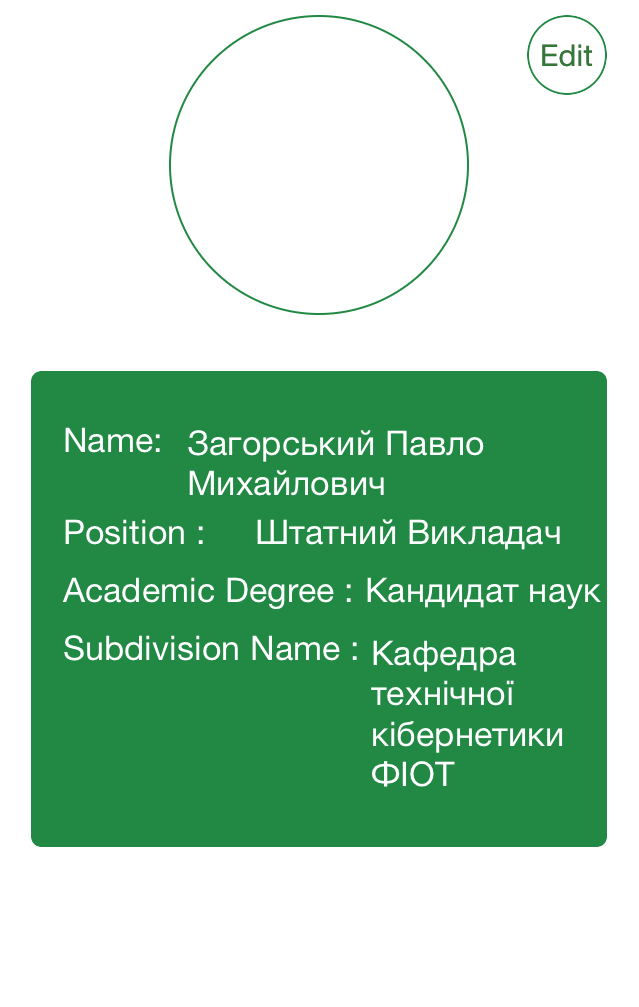 Edit
Name: Загорський Павло
Михайлович
Position : Штатний Викладач
Academic Degree : Кандидат наук
Subdivision Name : Кафедра
технічної
кібернетики
ФІОТ